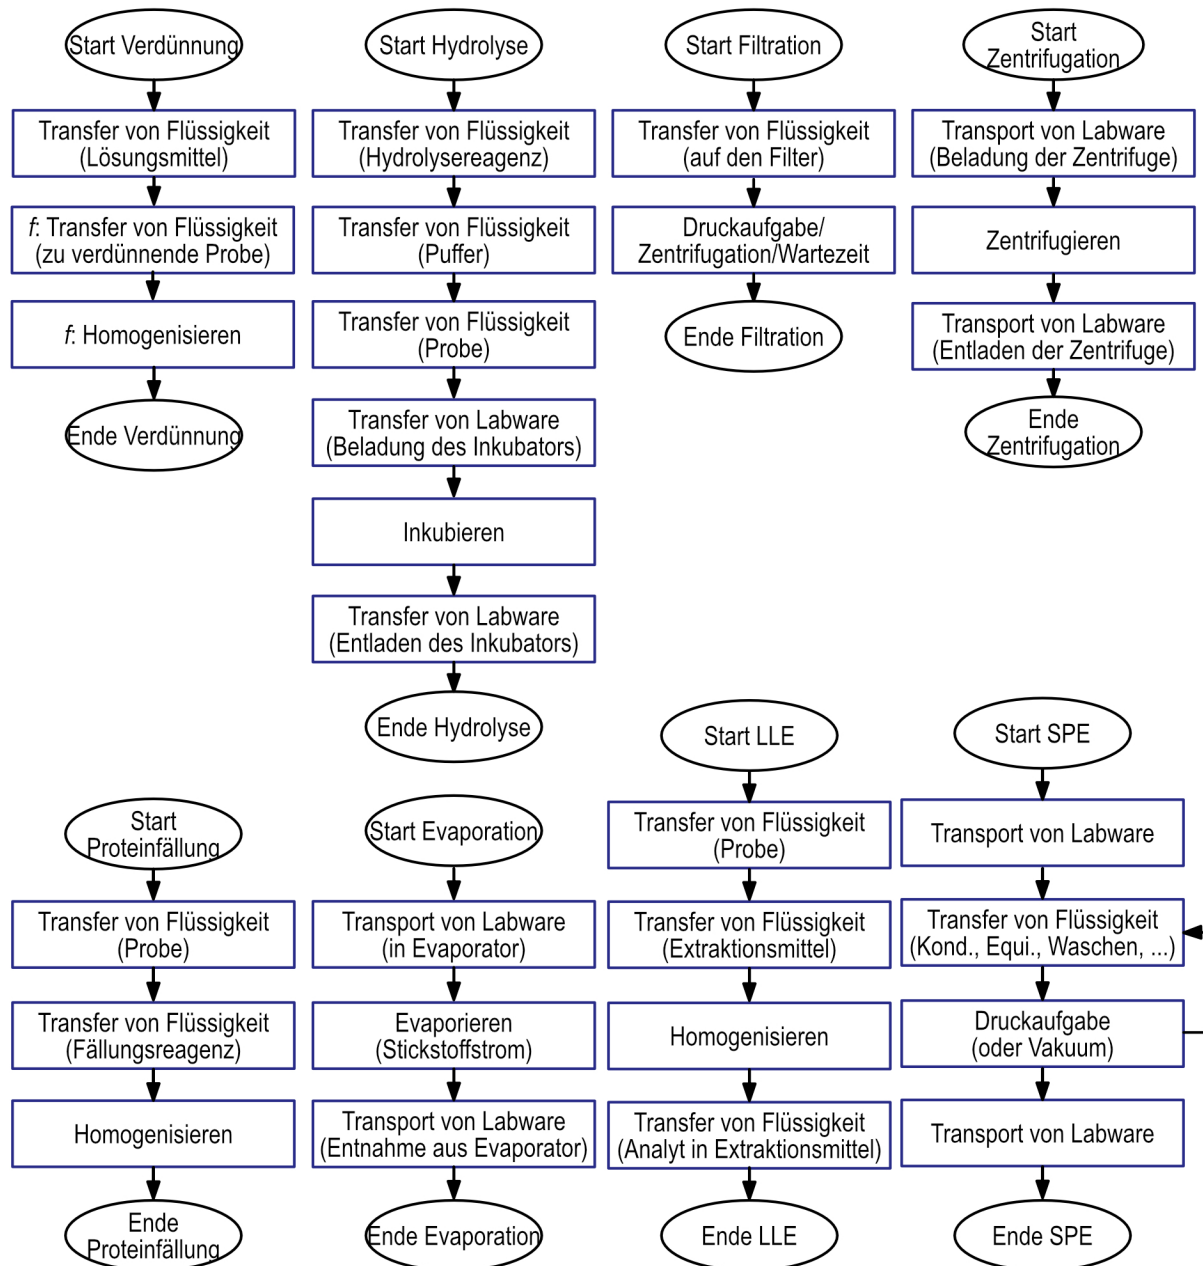 Start Verdünnung
Transfer von Flüssigkeit
(Lösungsmittel)
f: Transfer von Flüssigkeit
(zu verdünnende Probe)
f: Homogenisieren
Ende Verdünnung
Start Hydrolyse
Transfer von Flüssigkeit
(Hydrolysereagenz)
Transfer von Flüssigkeit
(Puffer)
Transfer von Flüssigkeit
(Probe)
Transfer von Labware
(Beladung des Inkubators)
Inkubieren
Transfer von Labware
(Entladen des Inkubators)
Ende Hydrolyse
Start Filtration
Transfer von Flüssigkeit
(auf den Filter)
Druckaufgabe/
Zentrifugation/Wartezeit
Ende Filtration
Start
Zentrifugation
Transport von Labware
(Beladung der Zentrifuge)
Zentrifugieren
Transport von Labware
(Entladen der Zentrifuge)
Ende
Zentrifugation
Start
Proteinfällung
Transfer von Flüssigkeit
(Probe)
Transfer von Flüssigkeit
(Fällungsreagenz)
Homogenisieren
Ende
Proteinfällung
Start Evaporation
Transport von Labware
(in Evaporator)
Evaporieren
(Stickstoffstrom)
Transport von Labware
(Entnahme aus Evaporator)
Ende Evaporation
Start LLE
Transfer von Flüssigkeit
(Probe)
Transfer von Flüssigkeit
(Extraktionsmittel)
Homogenisieren
Transfer von Flüssigkeit
(Analyt in Extraktionsmittel)
Ende LLE
Start SPE
Transport von Labware
Transfer von Flüssigkeit
(Kond., Equi., Waschen, ...)
Druckaufgabe
(oder Vakuum)
Transport von Labware
Ende SPE